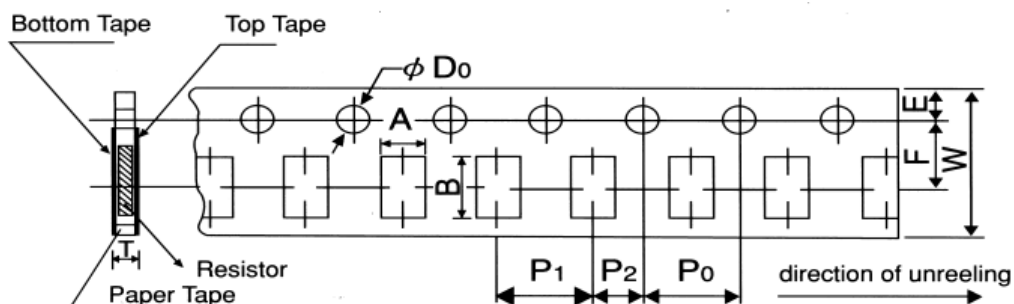 Bottom Tape
Top Tape
ϕ D0
A
B
E
F
W
T
Resistor
Paper Tape
P1
P2
P0
direction of unreeling